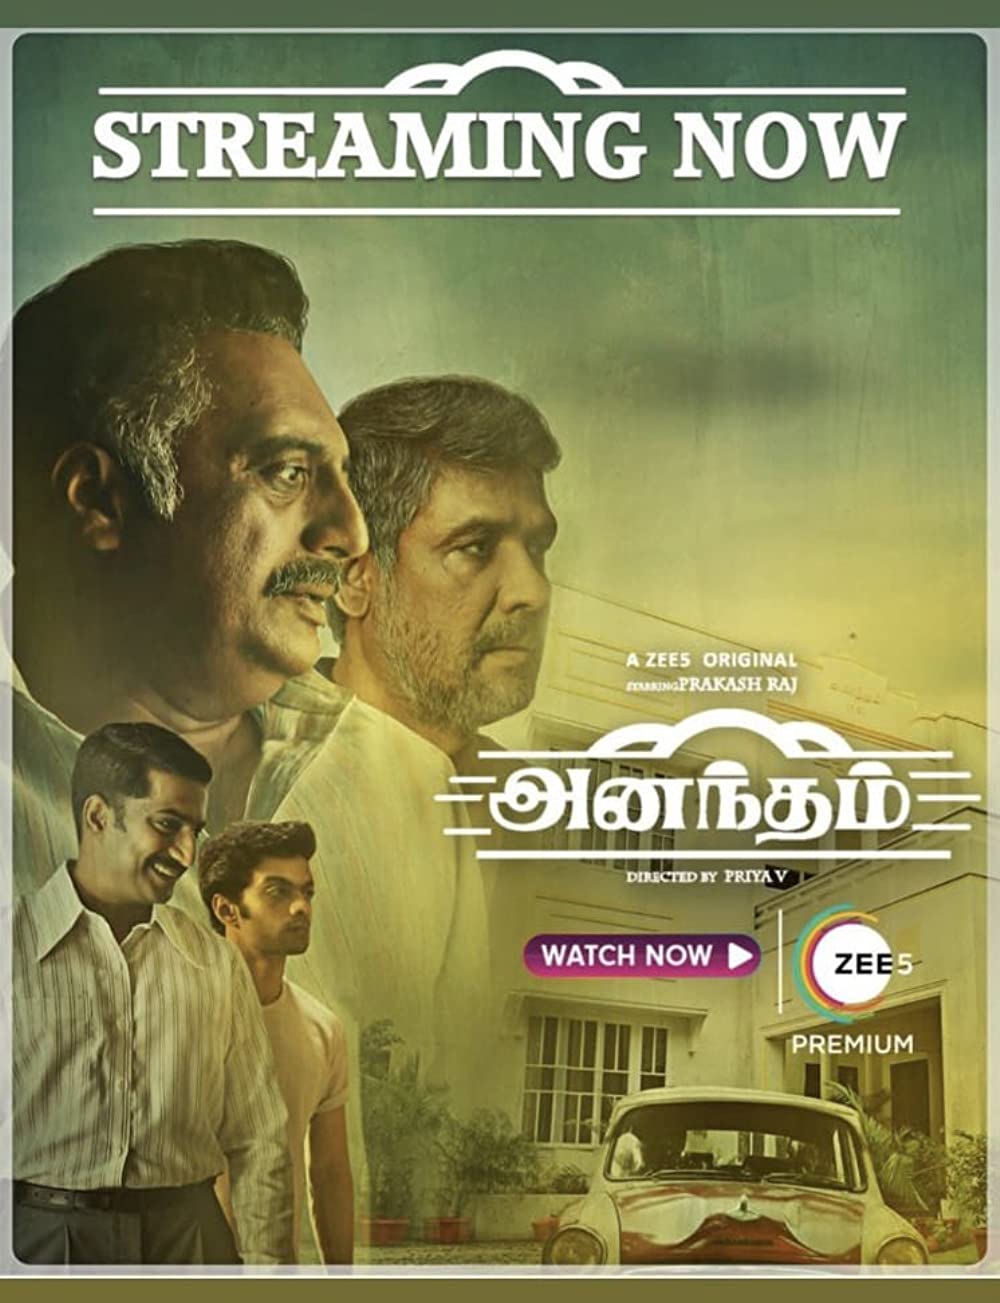 STREAMING NOW
A ZEE5 ORIGINAL
STARRING PRAKASH RAJ
அனந்தம்
DIRECTED BY PRIYA V
WATCH NOW
ZEE5
PREMIUM